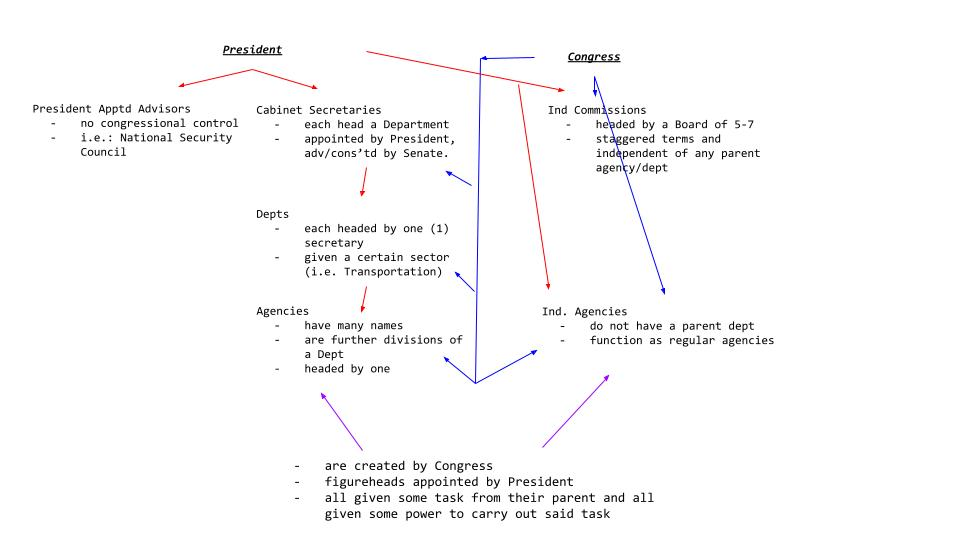 President
Congress
President Apptd Advisors
- no congressional control
- i.e.: National Security
Council
Cabinet Secretaries
- each head a Department
- appointed by President,
adv/cons'td by Senate.
Ind Commissions
- headed by a Board of 5-7
- staggered terms and
independent of any parent
agency/dept
Depts
- each headed by one (1)
secretary
- given a certain sector
(i.e. Transportation)
Agencies
- have many names
- are further divisions of
a Dept
- headed by one
Ind. Agencies
- do not have a parent dept
- function as regular agencies
- are created by Congress
- figureheads appointed by President
- all given some task from their parent and all
given some power to carry out said task